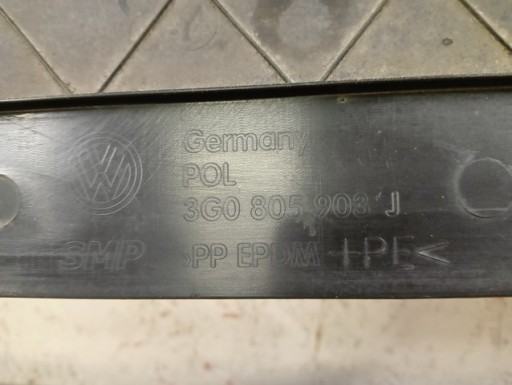 Germany
POL
3G0 805 903 J
SMP >PP EPDM +PE<